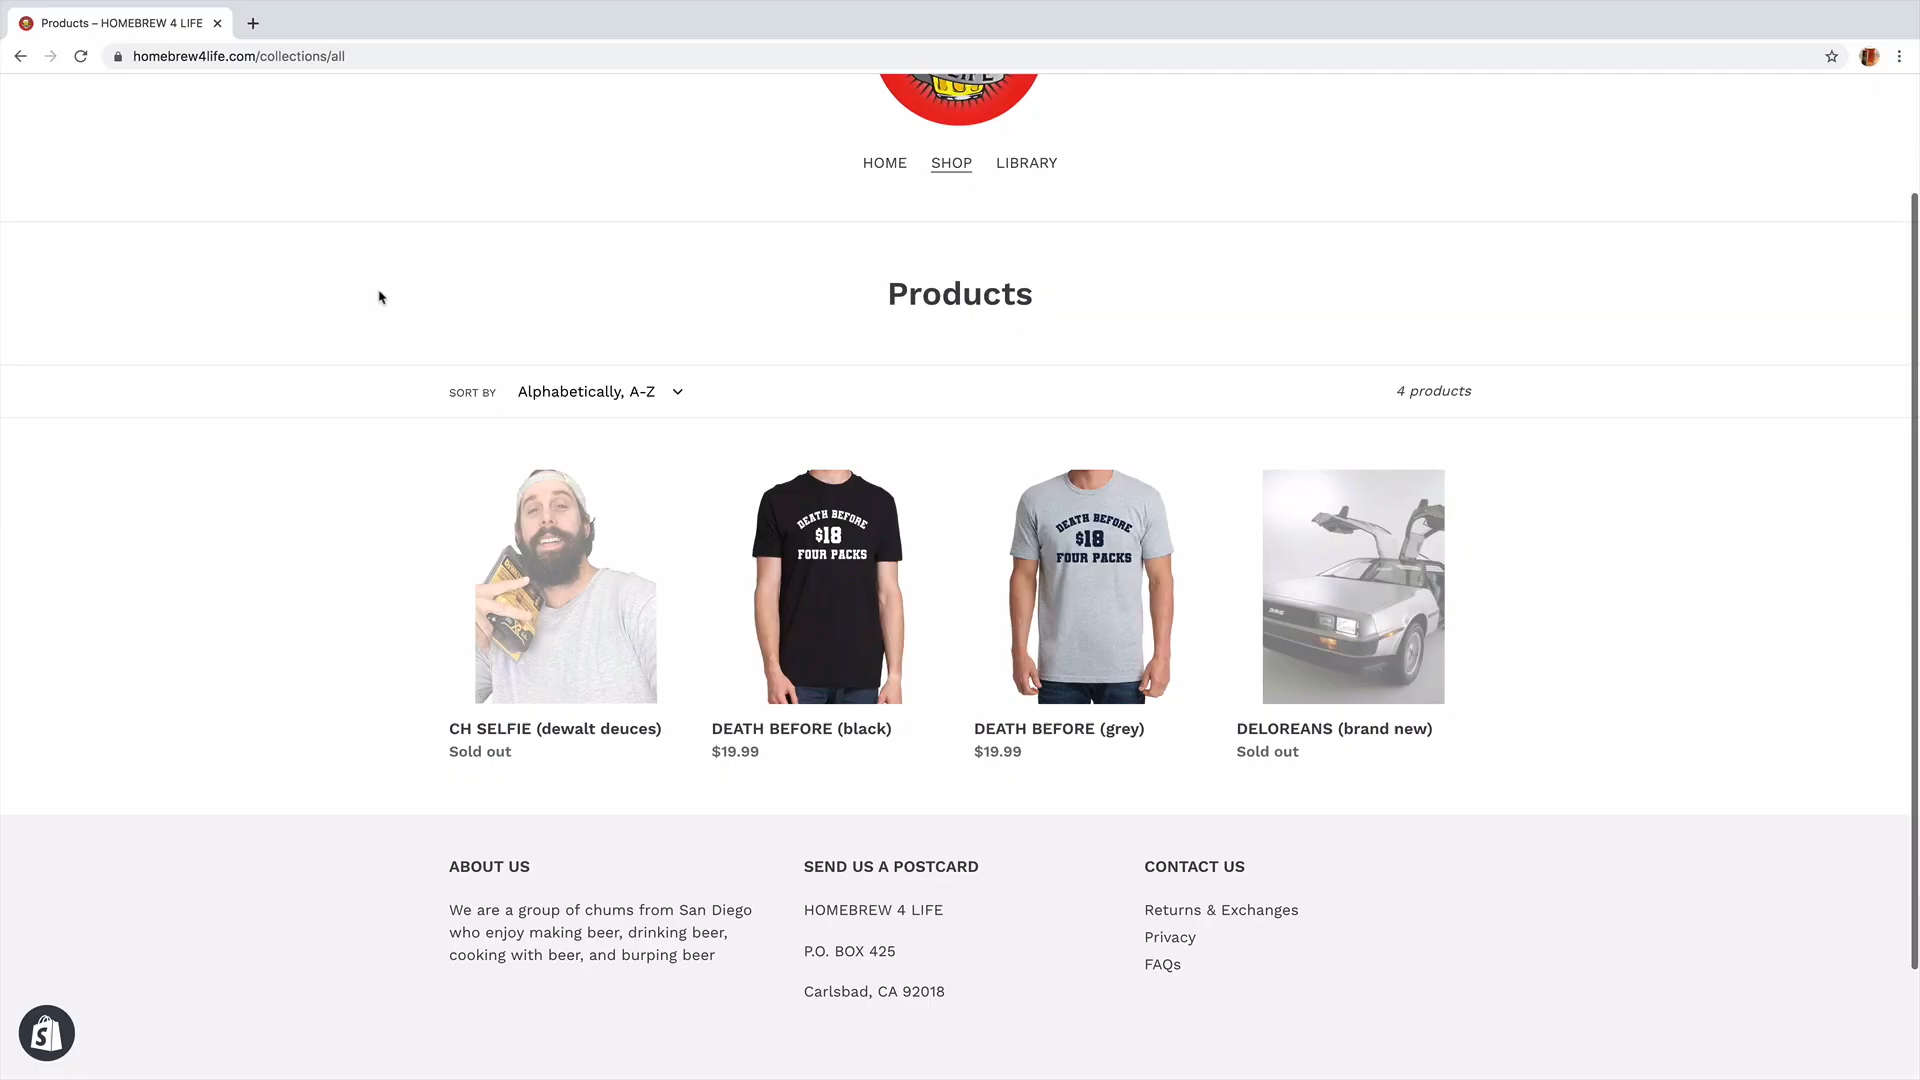 Products – HOMEBREW 4 LIFE
homebrew4life.com/collections/all
LIFE
HOME SHOP LIBRARY
Products
SORT BY Alphabetically, A-Z
4 products
DEATH BEFORE
$18
FOUR PACKS
DEATH BEFORE
$18
FOUR PACKS
CH SELFIE (dewalt deuces)
Sold out
DEATH BEFORE (black)
$19.99
DEATH BEFORE (grey)
$19.99
DELOREANS (brand new)
Sold out
ABOUT US
We are a group of chums from San Diego
who enjoy making beer, drinking beer,
cooking with beer, and burping beer
SEND US A POSTCARD
HOMEBREW 4 LIFE
P.O. BOX 425
Carlsbad, CA 92018
CONTACT US
Returns & Exchanges
Privacy
FAQs